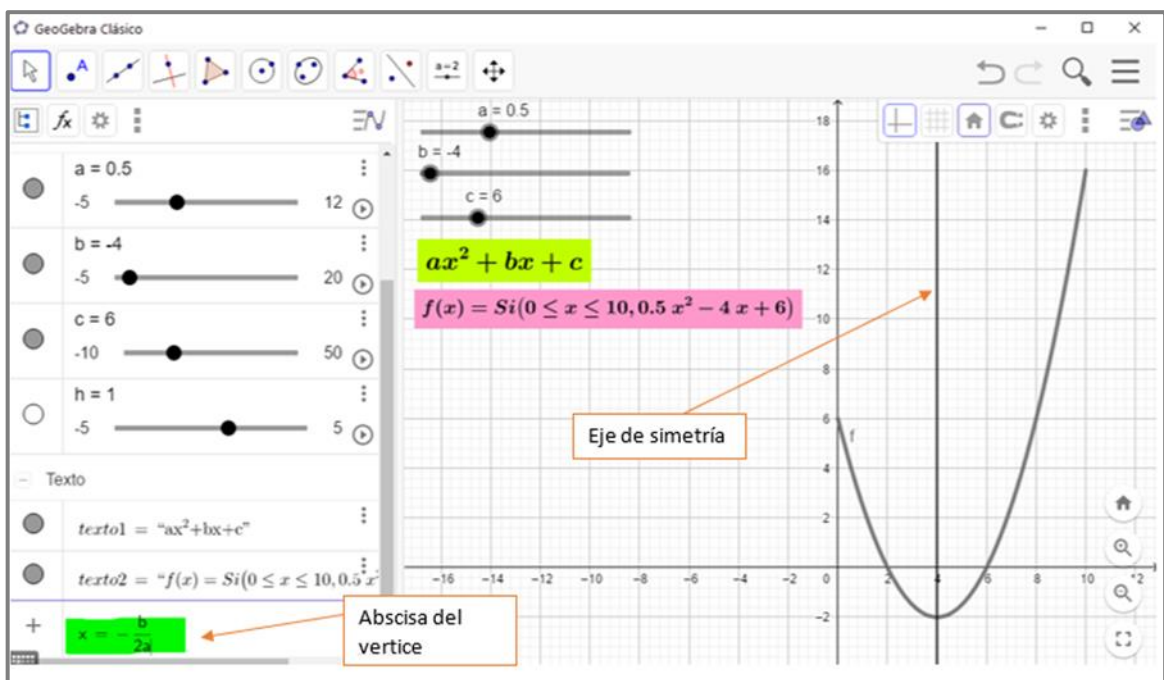 GeoGebra Clásico
A
a=2
a = 0.5
-5 12
b = -4
-5 20
c = 6
-10 50
h = 1
-5 5
Texto
texto1 = “ax²+bx+c”
texto2 = “f(x) = Si(0 ≤ x ≤ 10, 0.5 x²
x = - b/2a
a = 0.5
b = -4
c = 6
ax² + bx + c
f(x) = Si(0 ≤ x ≤ 10, 0.5 x² − 4 x + 6)
Eje de simetría
Abscisa del
vertice
f
18
16
14
12
10
8
6
4
2
-16 -14 -12 -10 -8 -6 -4 -2 0 2 4 6 8 10 12
-2